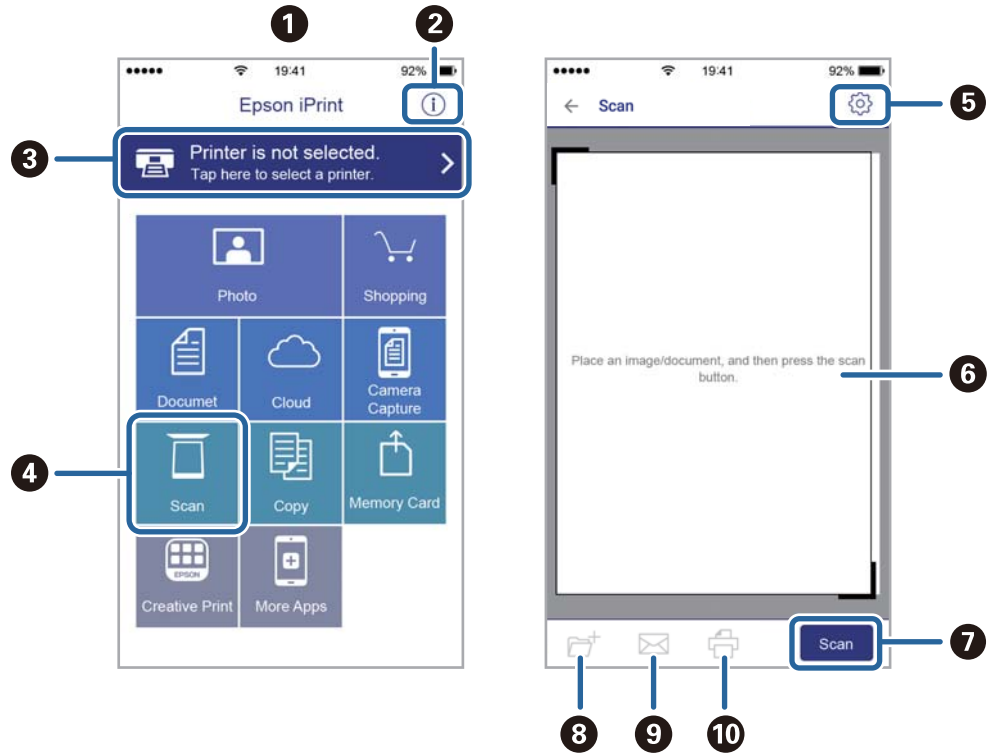 1
2
19:41
92%
Epson iPrint
3
Printer is not selected.
Tap here to select a printer.
Photo
Shopping
Documet
Cloud
Camera
Capture
4
Scan
Copy
Memory Card
EPSON
Creative Print
More Apps
19:41
92%
Scan
5
Place an image/document, and then press the scan
button.
6
Scan
7
8
9
10